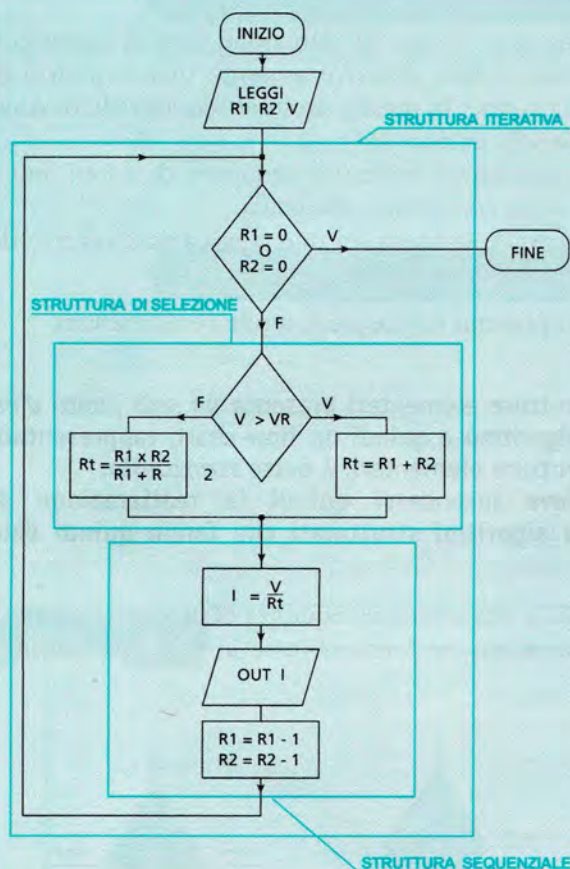 INIZIO
LEGGI
R1 R2 V
STRUTTURA ITERATIVA
R1 = 0
O
R2 = 0
V
FINE
STRUTTURA DI SELEZIONE
F
F
V > VR
V
Rt = R1 x R2
R1 + R 2
Rt = R1 + R2
I = V
Rt
OUT I
R1 = R1 - 1
R2 = R2 - 1
STRUTTURA SEQUENZIALE